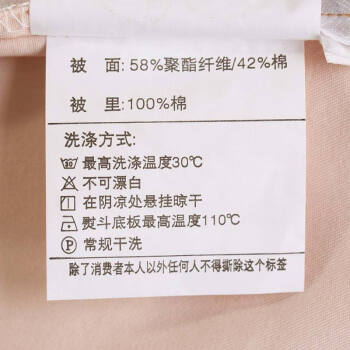 被 面:58%聚酯纤维/42%棉
被 里:100%棉
洗涤方式:
最高洗涤温度30℃
不可漂白
在阴凉处悬挂晾干
熨斗底板最高温度110℃
P 常规干洗
除了消费者本人以外任何人不得撕除这个标签